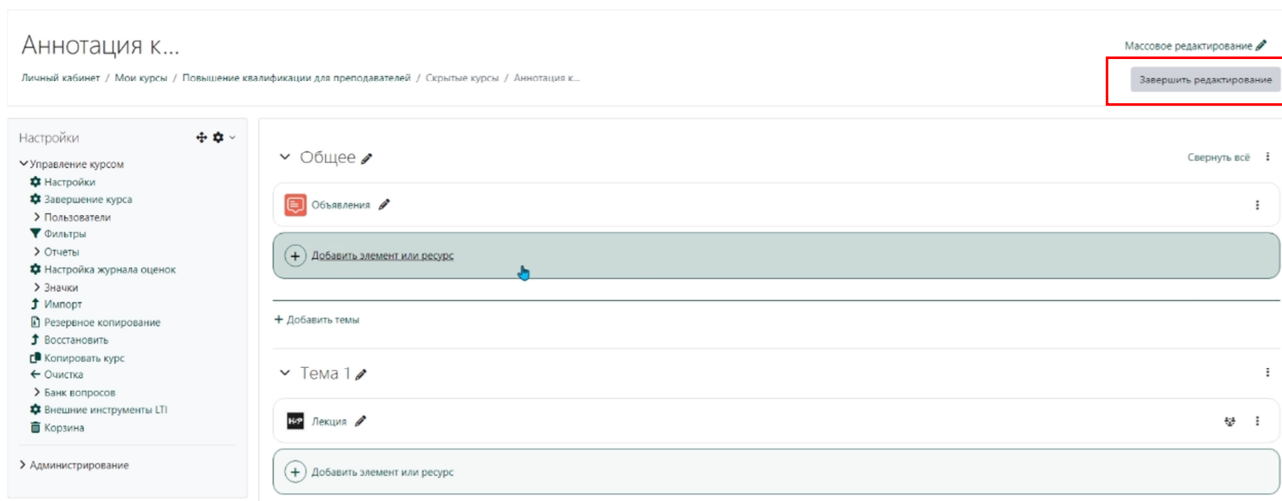 Аннотация к...
Массовое редактирование
Личный кабинет / Мои курсы / Повышение квалификации для преподавателей / Скрытые курсы / Аннотация к...
Завершить редактирование
Настройки
Управление курсом
Настройки
Завершение курса
Пользователи
Фильтры
Отчеты
Настройка журнала оценок
Значки
Импорт
Резервное копирование
Восстановить
Копировать курс
Очистка
Банк вопросов
Внешние инструменты LTI
Корзина
Администрирование
Общее
Свернуть всё
Объявления
Добавить элемент или ресурс
+ Добавить темы
Тема 1
H5P Лекция
Добавить элемент или ресурс